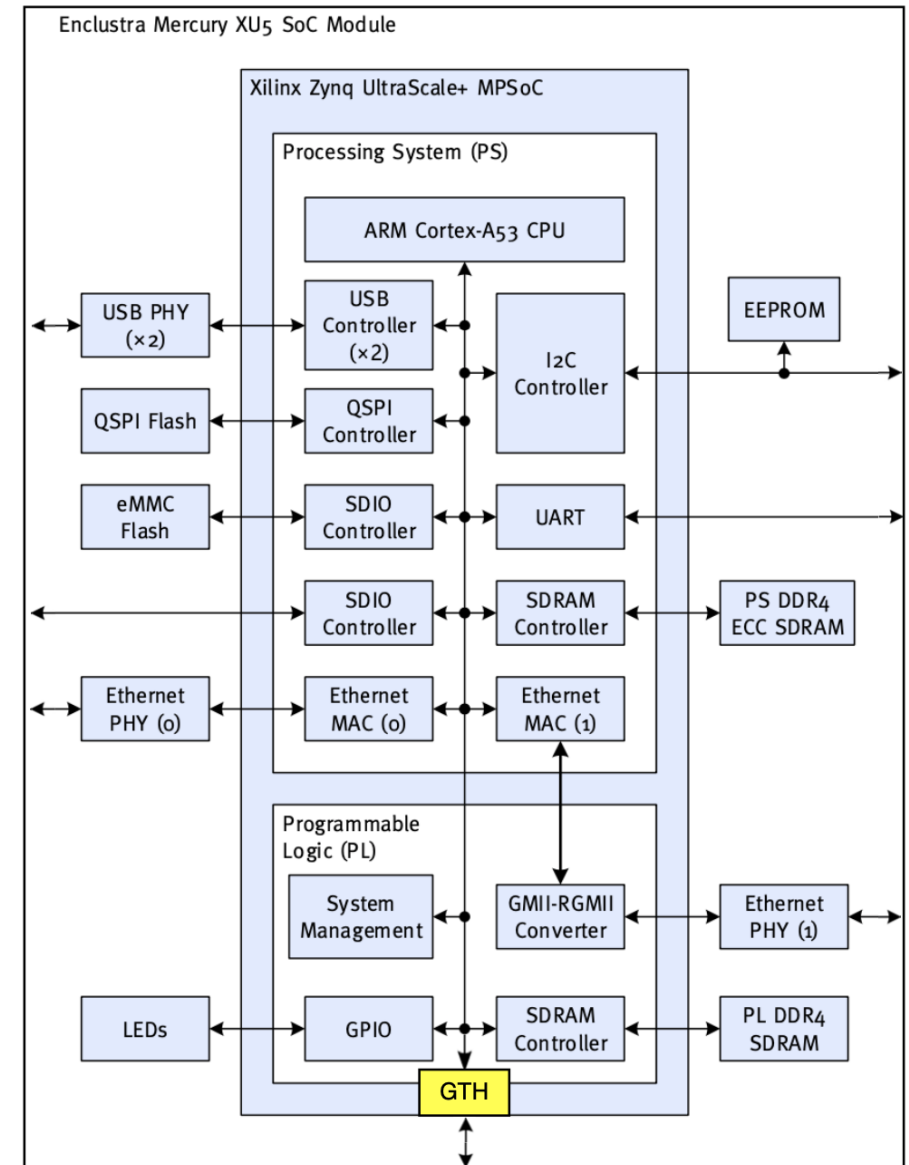 Enclustra Mercury XU5 SoC Module
Xilinx Zynq UltraScale+ MPSoC
Processing System (PS)
ARM Cortex-A53 CPU
USB PHY
(×2)
USB
Controller
(×2)
I2C
Controller
EEPROM
QSPI Flash
QSPI
Controller
eMMC
Flash
SDIO
Controller
UART
SDIO
Controller
SDRAM
Controller
PS DDR4
ECC SDRAM
Ethernet
PHY (0)
Ethernet
MAC (0)
Ethernet
MAC (1)
Programmable
Logic (PL)
System
Management
GMII-RGMII
Converter
Ethernet
PHY (1)
LEDs
GPIO
SDRAM
Controller
PL DDR4
SDRAM
GTH